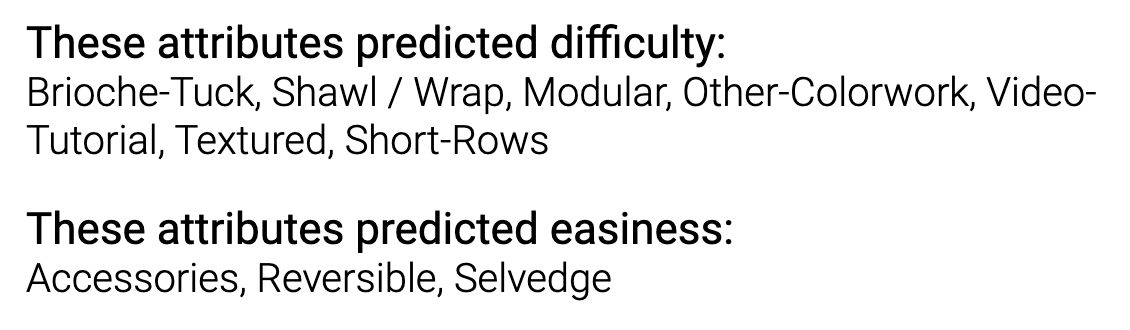 These attributes predicted difficulty:
Brioche-Tuck, Shawl / Wrap, Modular, Other-Colorwork, Video-
Tutorial, Textured, Short-Rows
These attributes predicted easiness:
Accessories, Reversible, Selvedge